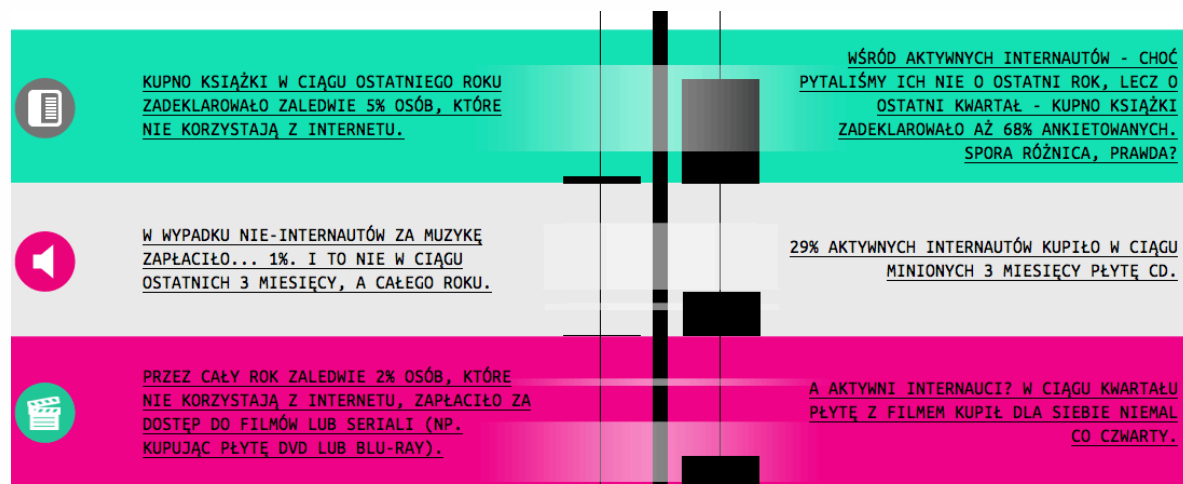 KUPNO KSIĄŻKI W CIĄGU OSTATNIEGO ROKU
ZADEKLAROWAŁO ZALEDWIE 5% OSÓB, KTÓRE
NIE KORZYSTAJĄ Z INTERNETU.
WŚRÓD AKTYWNYCH INTERNAUTÓW - CHOĆ
PYTALIŚMY ICH NIE O OSTATNI ROK, LECZ O
OSTATNI KWARTAŁ - KUPNO KSIĄŻKI
ZADEKLAROWAŁO AŻ 68% ANKIETOWANYCH.
SPORA RÓŻNICA, PRAWDA?
W WYPADKU NIE-INTERNAUTÓW ZA MUZYKĘ
ZAPŁACIŁO... 1%. I TO NIE W CIĄGU
OSTATNICH 3 MIESIĘCY, A CAŁEGO ROKU.
29% AKTYWNYCH INTERNAUTÓW KUPIŁO W CIĄGU
MINIONYCH 3 MIESIĘCY PŁYTĘ CD.
PRZEZ CAŁY ROK ZALEDWIE 2% OSÓB, KTÓRE
NIE KORZYSTAJĄ Z INTERNETU, ZAPŁACIŁO ZA
DOSTĘP DO FILMÓW LUB SERIALI (NP.
KUPUJĄC PŁYTĘ DVD LUB BLU-RAY).
A AKTYWNI INTERNAUCI? W CIĄGU KWARTAŁU
PŁYTĘ Z FILMEM KUPIŁ DLA SIEBIE NIEMAL
CO CZWARTY.